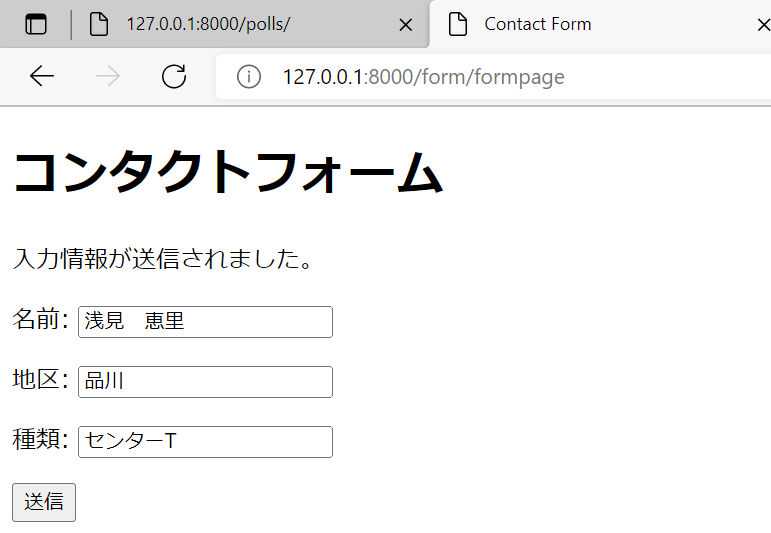 127.0.0.1:8000/polls/
Contact Form
127.0.0.1:8000/form/formpage
コンタクトフォーム
入力情報が送信されました。
名前: 浅見　恵里
地区: 品川
種類: センターT
送信